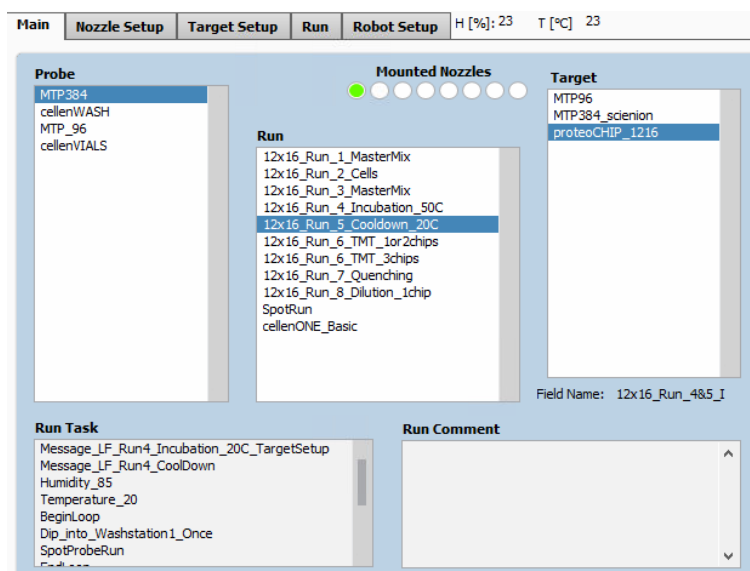 Main Nozzle Setup Target Setup Run Robot Setup H [%]: 23 T [°C] 23
Probe
MTP384
cellenWASH
MTP_96
cellenVIALS
Mounted Nozzles
Run
12x16_Run_1_MasterMix
12x16_Run_2_Cells
12x16_Run_3_MasterMix
12x16_Run_4_Incubation_50C
12x16_Run_5_Cooldown_20C
12x16_Run_6_TMT_1or2chips
12x16_Run_6_TMT_3chips
12x16_Run_7_Quenching
12x16_Run_8_Dilution_1chip
SpotRun
cellenONE_Basic
Target
MTP96
MTP384_scienion
proteoCHIP_1216
Field Name: 12x16_Run_4&5_I
Run Task
Message_LF_Run4_Incubation_20C_TargetSetup
Message_LF_Run4_CoolDown
Humidity_85
Temperature_20
BeginLoop
Dip_into_Washstation1_Once
SpotProbeRun
EndLoop
Run Comment